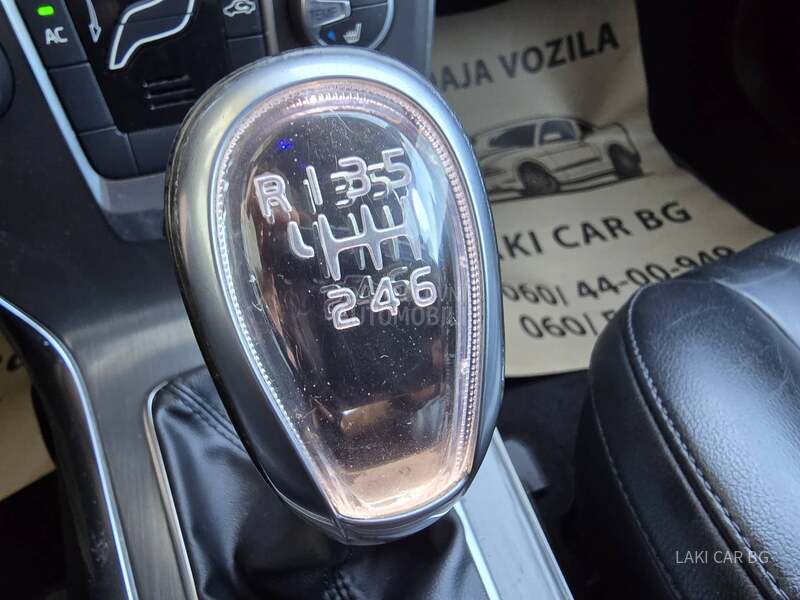 AC
R 1 3 5
2 4 6
AJA VOZILA
LAKI CAR BG
060/ 44-00-949
060/
LAKI CAR BG